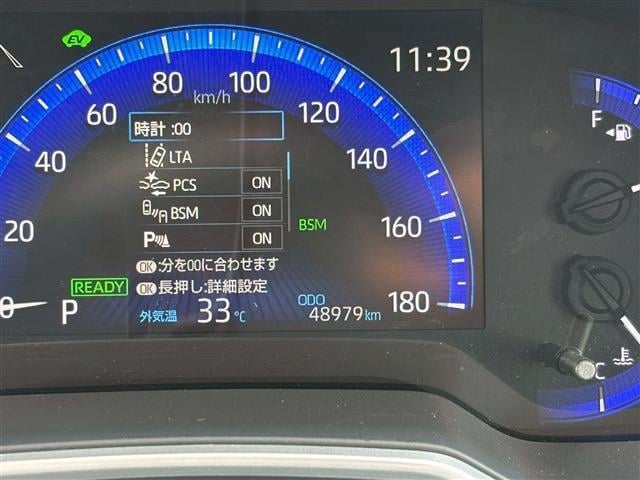 EV
11:39
80
100
km/h
60
120
40
140
20
160
0
180
時計 :00
LTA
PCS ON
BSM ON
P ON
BSM
OK :分を00に合わせます
OK 長押し:詳細設定
READY
P
外気温 33℃
ODO
48979km
F
C